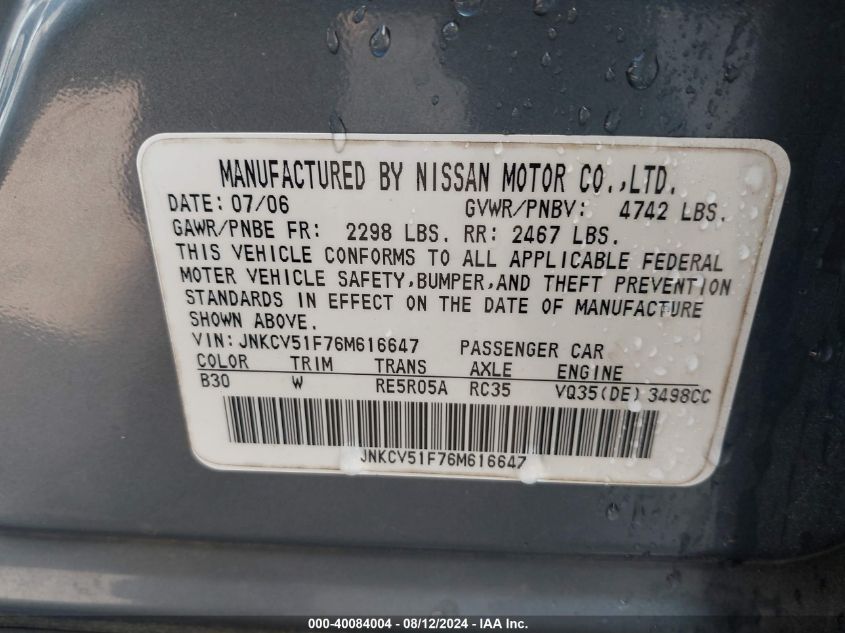 MANUFACTURED BY NISSAN MOTOR CO.,LTD.
DATE: 07/06 GVWR/PNBV: 4742 LBS.
GAWR/PNBE FR: 2298 LBS. RR: 2467 LBS.
THIS VEHICLE CONFORMS TO ALL APPLICABLE FEDERAL
MOTER VEHICLE SAFETY,BUMPER,AND THEFT PREVENTION
STANDARDS IN EFFECT ON THE DATE OF MANUFACTURE
SHOWN ABOVE.
VIN: JNKCV51F76M616647 PASSENGER CAR
COLOR TRIM TRANS AXLE ENGINE
B30 W RE5R05A RC35 VQ35(DE) 3498CC
JNKCV51F76M616647
000-40084004 - 08/12/2024 - IAA Inc.